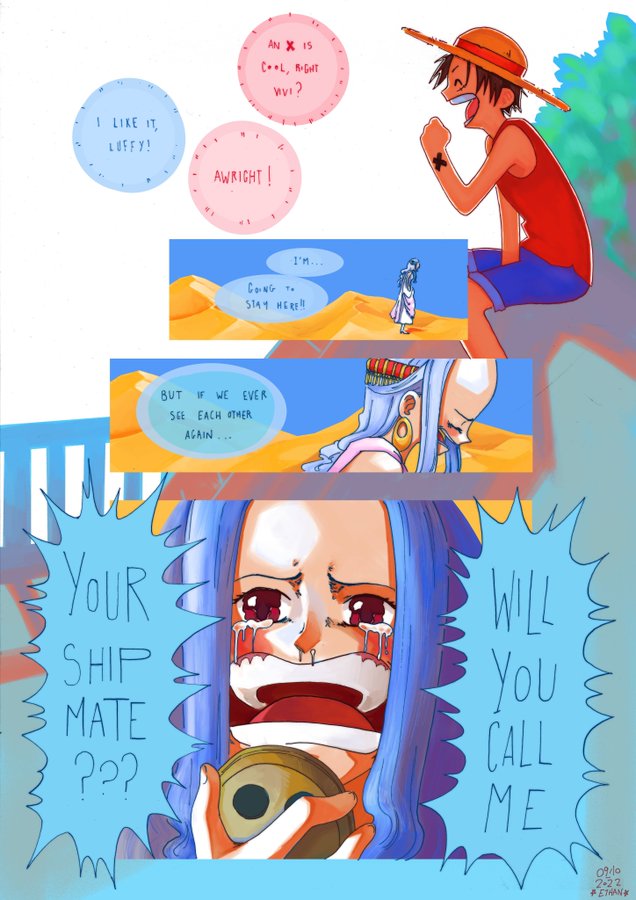 AN X IS
COOL, RIGHT
VIVI?
I LIKE IT,
LUFFY!
AWRIGHT!
I'M...
GOING TO
STAY HERE!!
BUT IF WE EVER
SEE EACH OTHER
AGAIN...
WILL
YOU
CALL
ME
YOUR
SHIP
MATE
???
09/10
2022
*ETHAN*